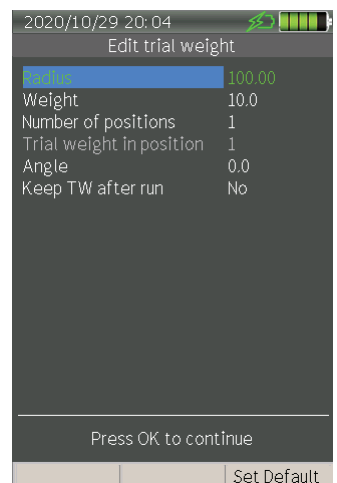 2020/10/29 20:04
Edit trial weight
Radius 100.00
Weight 10.0
Number of positions 1
Trial weight in position 1
Angle 0.0
Keep TW after run No
Press OK to continue
Set Default